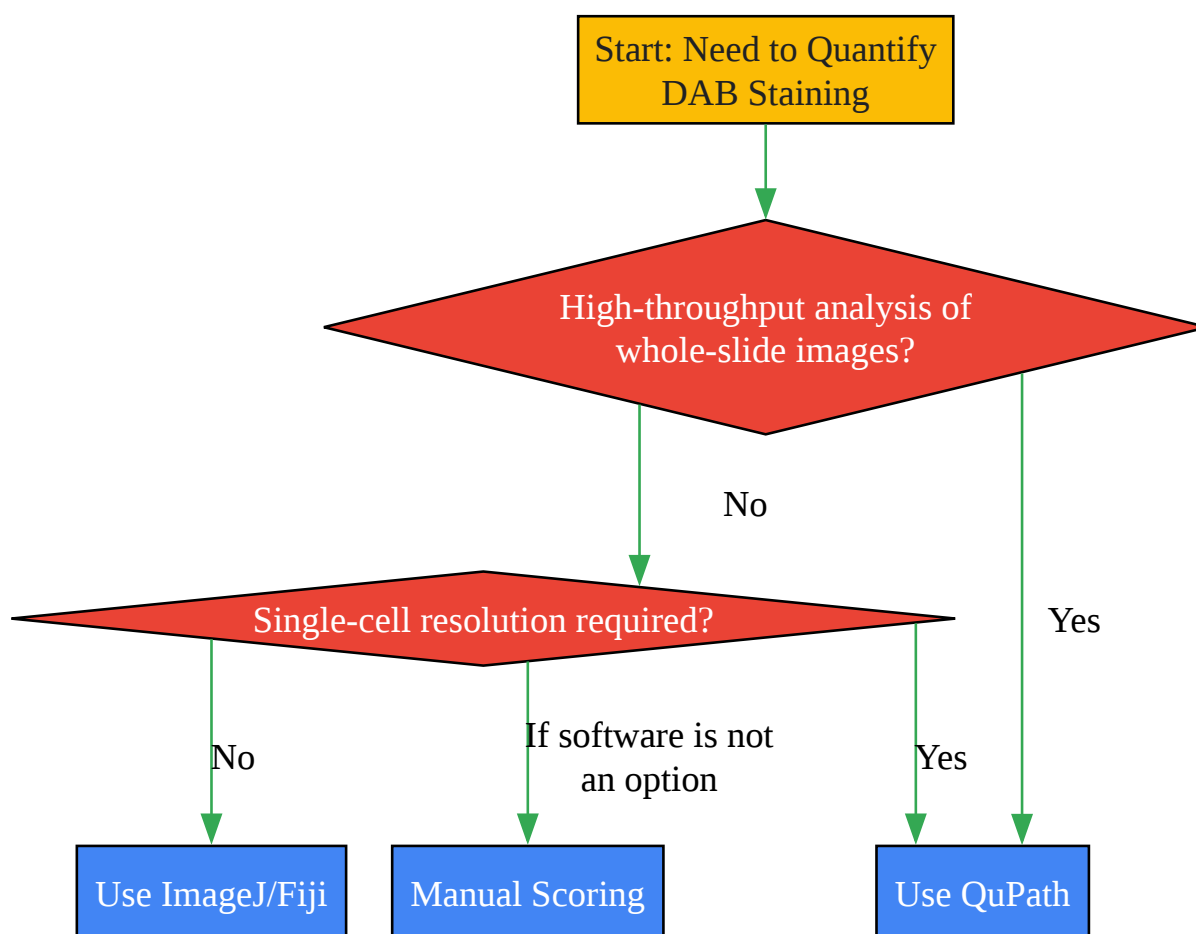 Start: Need to Quantify
DAB Staining
High-throughput analysis of
whole-slide images?
No
Single-cell resolution required?
Yes
If software is not
an option
No
Yes
Use ImageJ/Fiji
Manual Scoring
Use QuPath